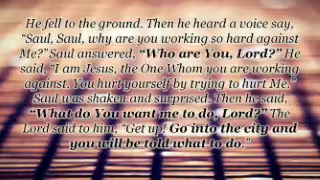 He fell to the ground. Then he heard a voice say,
“Saul, Saul, why are you working so hard against
Me?” Saul answered, “Who are You, Lord?” He
said, “I am Jesus, the One Whom you are working
against. You hurt yourself by trying to hurt Me.”
Saul was shaken and surprised. Then he said,
“What do You want me to do, Lord?” The
Lord said to him, “Get up! Go into the city and
you will be told what to do.”